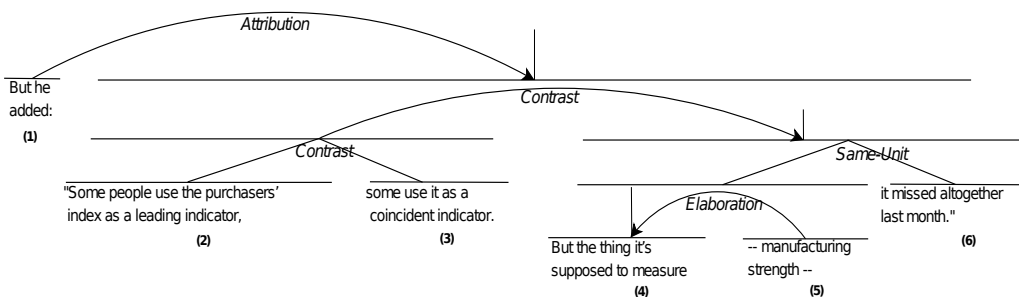 Attribution
But he
added:
(1)
Contrast
Contrast
Same-Unit
"Some people use the purchasers'
index as a leading indicator,
(2)
some use it as a
coincident indicator.
(3)
it missed altogether
last month."
(6)
Elaboration
But the thing it's
supposed to measure
(4)
-- manufacturing
strength --
(5)